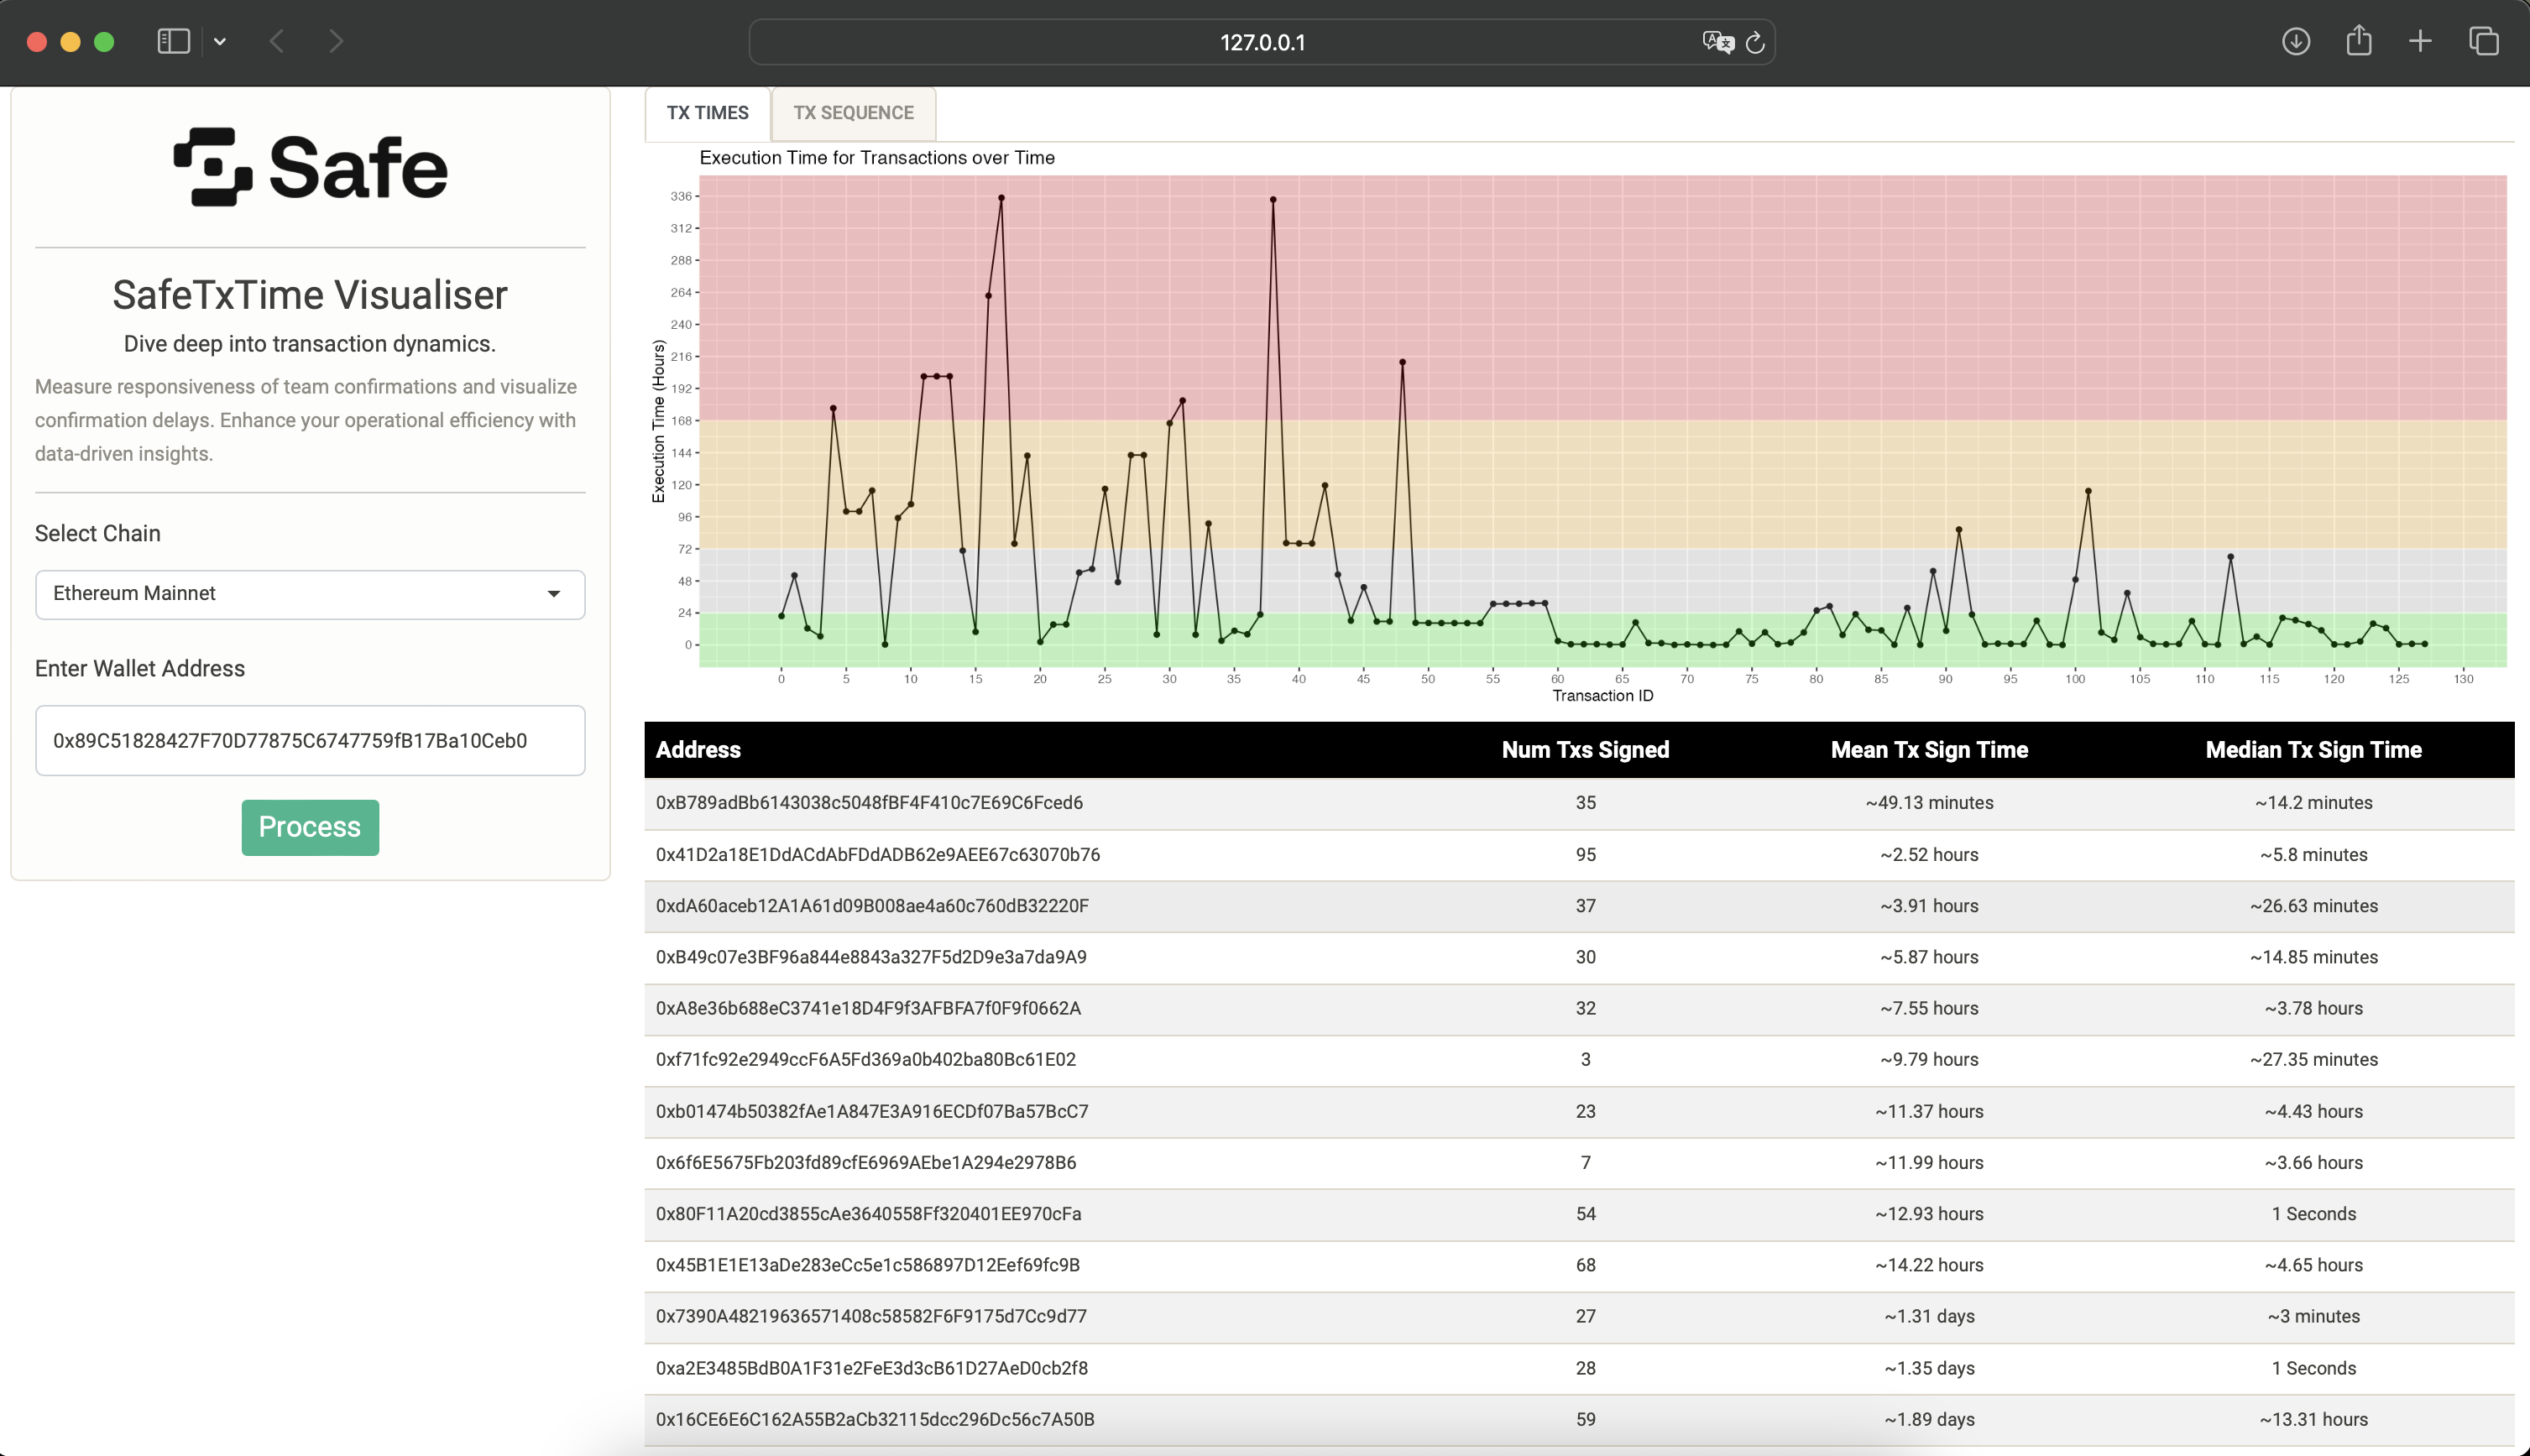 127.0.0.1
Safe
SafeTxTime Visualiser
Dive deep into transaction dynamics.
Measure responsiveness of team confirmations and visualize
confirmation delays. Enhance your operational efficiency with
data-driven insights.
Select Chain
Ethereum Mainnet
Enter Wallet Address
0x89C51828427F70D77875C6747759fB17Ba10Ceb0
Process
TX TIMES TX SEQUENCE
Execution Time for Transactions over Time
Execution Time (Hours)
336
312
288
264
240
216
192
168
144
120
96
72
48
24
0
0 5 10 15 20 25 30 35 40 45 50 55 60 65 70 75 80 85 90 95 100 105 110 115 120 125 130
Transaction ID
Address Num Txs Signed Mean Tx Sign Time Median Tx Sign Time
0xB789adBb6143038c5048fBF4F410c7E69C6Fced6 35 ~49.13 minutes ~14.2 minutes
0x41D2a18E1DdACdAbFDdADB62e9AEE67c63070b76 95 ~2.52 hours ~5.8 minutes
0xdA60aceb12A1A61d09B008ae4a60c760dB32220F 37 ~3.91 hours ~26.63 minutes
0xB49c07e3BF96a844e8843a327F5d2D9e3a7da9A9 30 ~5.87 hours ~14.85 minutes
0xA8e36b688eC3741e18D4F9f3AFBFA7f0F9f0662A 32 ~7.55 hours ~3.78 hours
0xf71fc92e2949ccF6A5Fd369a0b402ba80Bc61E02 3 ~9.79 hours ~27.35 minutes
0xb01474b50382fAe1A847E3A916ECDf07Ba57BcC7 23 ~11.37 hours ~4.43 hours
0x6f6E5675Fb203fd89cfE6969AEbe1A294e2978B6 7 ~11.99 hours ~3.66 hours
0x80F11A20cd3855cAe3640558Ff320401EE970cFa 54 ~12.93 hours 1 Seconds
0x45B1E1E13aDe283eCc5e1c586897D12Eef69fc9B 68 ~14.22 hours ~4.65 hours
0x7390A48219636571408c58582F6F9175d7Cc9d77 27 ~1.31 days ~3 minutes
0xa2E3485BdB0A1F31e2FeE3d3cB61D27AeD0cb2f8 28 ~1.35 days 1 Seconds
0x16CE6E6C162A55B2aCb32115dcc296Dc56c7A50B 59 ~1.89 days ~13.31 hours